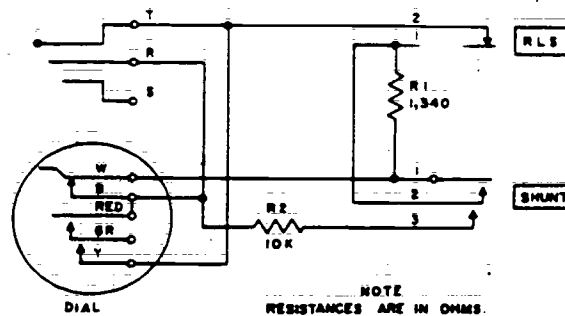 T
2
1
RLS
R
S
R1
1,340
W
1
B
2
SHUNT
RED
R2
3
BR
10K
Y
DIAL
NOTE
RESISTANCES ARE IN OHMS.